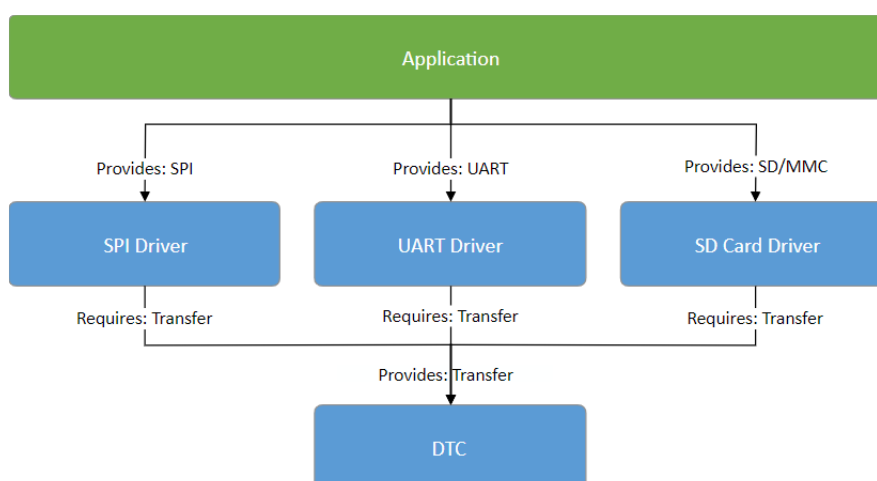 Application
Provides: SPI
Provides: UART
Provides: SD/MMC
SPI Driver
UART Driver
SD Card Driver
Requires: Transfer
Requires: Transfer
Requires: Transfer
Provides: Transfer
DTC